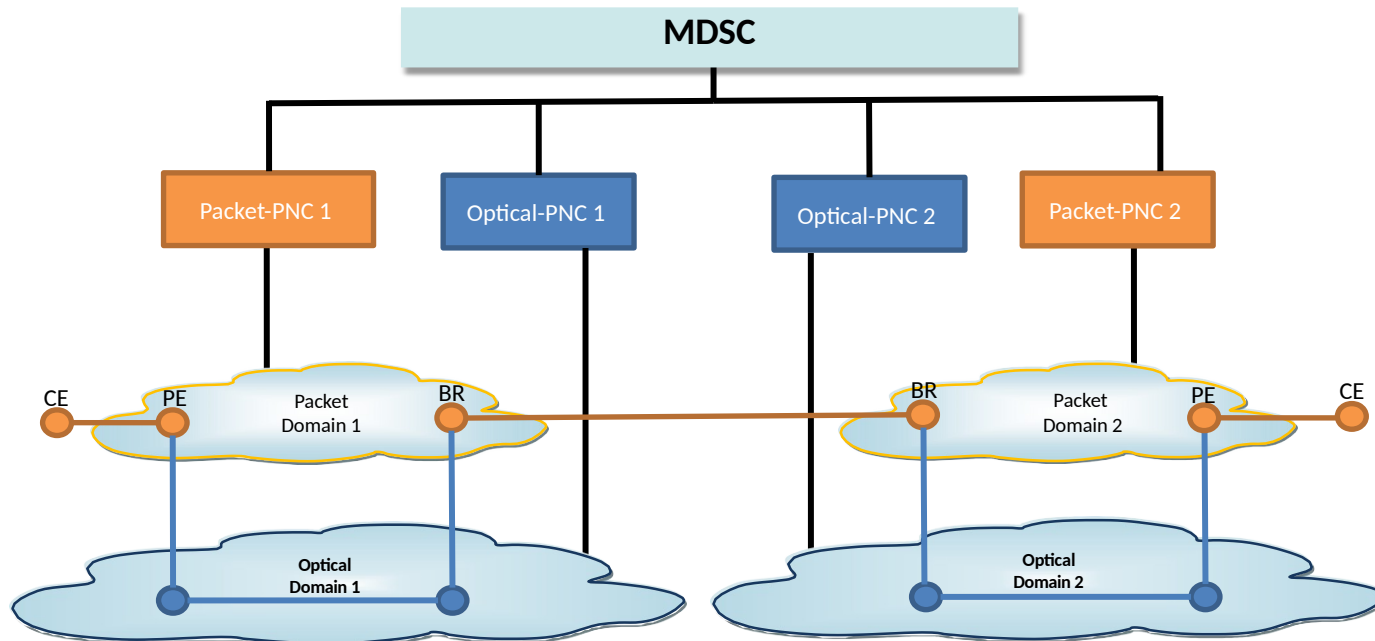 MDSC
Packet-PNC 1
Optical-PNC 1
Optical-PNC 2
Packet-PNC 2
CE
PE
Packet
Domain 1
BR
BR
Packet
Domain 2
PE
CE
Optical
Domain 1
Optical
Domain 2